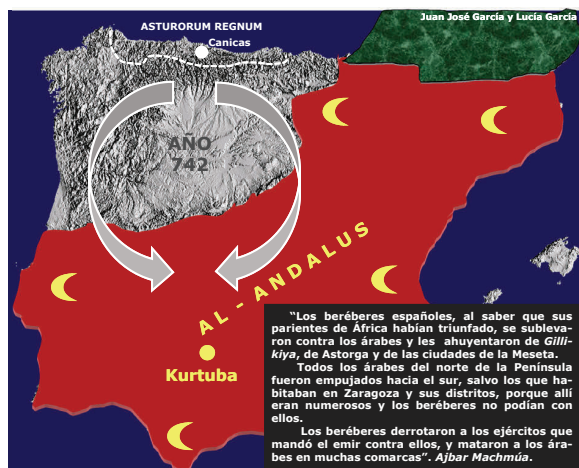 Juan José García y Lucía García
ASTURORUM REGNUM
Canicas
AÑO
742
AL-ANDALUS
Kurtuba
“Los beréberes españoles, al saber que sus
parientes de África habían triunfado, se subleva-
ron contra los árabes y les ahuyentaron de Gilli-
kiya, de Astorga y de las ciudades de la Meseta.
Todos los árabes del norte de la Península
fueron empujados hacia el sur, salvo los que ha-
bitaban en Zaragoza y sus distritos, porque allí
eran numerosos y los beréberes no podían con
ellos.
Los beréberes derrotaron a los ejércitos que
mandó el emir contra ellos, y mataron a los ára-
bes en muchas comarcas”. Ajbar Machmúa.